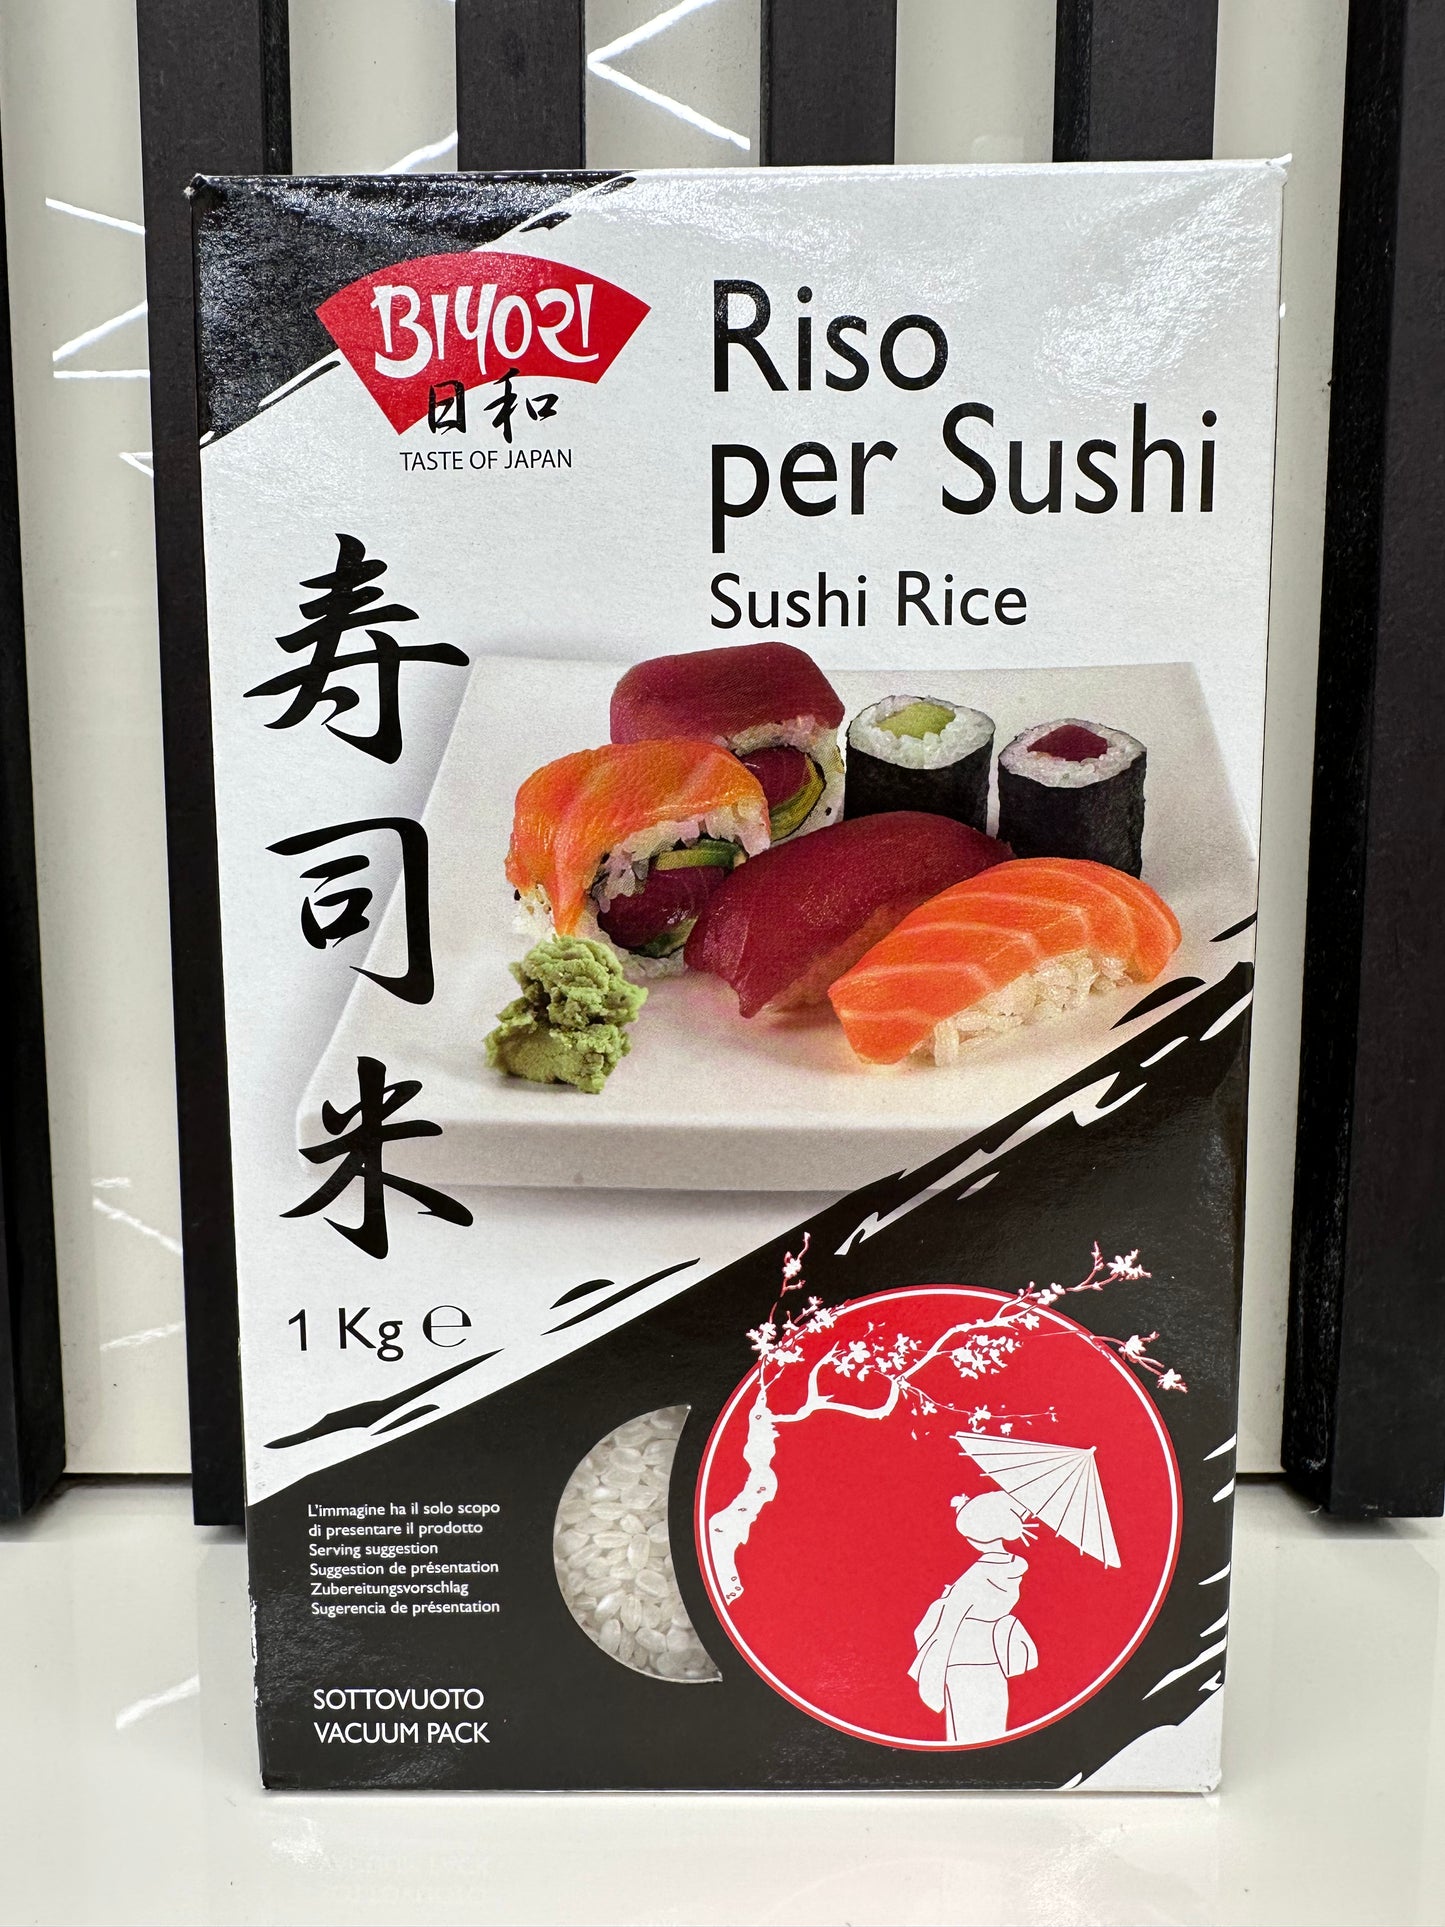 BIYORI
日和
TASTE OF JAPAN
Riso
per Sushi
Sushi Rice
寿司米
1 Kg ℮
L'immagine ha il solo scopo
di presentare il prodotto
Serving suggestion
Suggestion de présentation
Zubereitungsvorschlag
Sugerencia de présentation
SOTTOVUOTO
VACUUM PACK